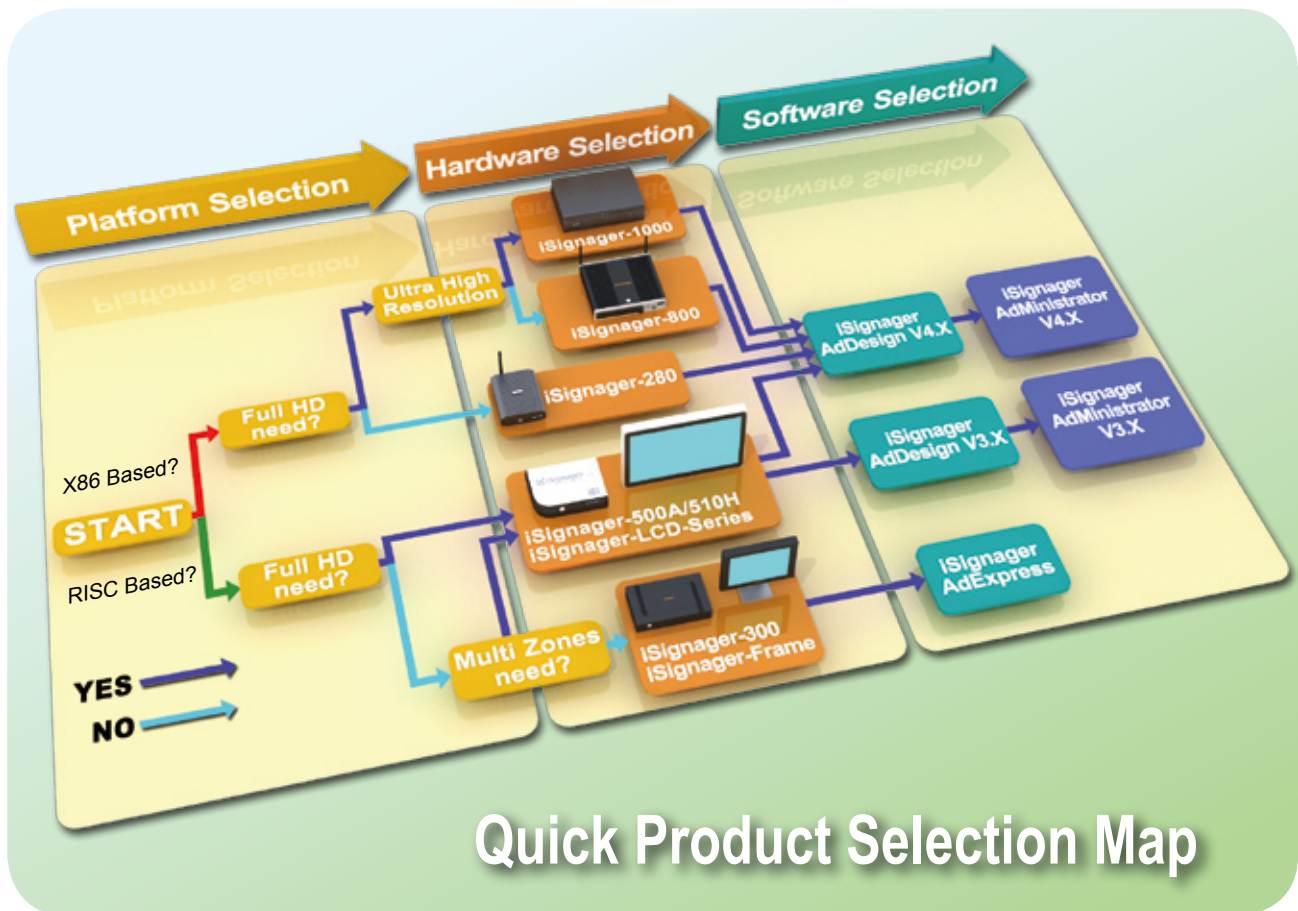 Platform Selection
Hardware Selection
Software Selection
iSignager-1000
Ultra High
Resolution
iSignager-800
iSignager
AdDesign V4.X
iSignager
AdMinistrator
V4.X
iSignager-280
Full HD
need?
X86 Based?
START
RISC Based?
Full HD
need?
iSignager-500A/510H
iSignager-LCD-Series
iSignager
AdDesign V3.X
iSignager
AdMinistrator
V3.X
iSignager
AdExpress
Multi Zones
need?
iSignager-300
iSignager-Frame
YES
NO
Quick Product Selection Map